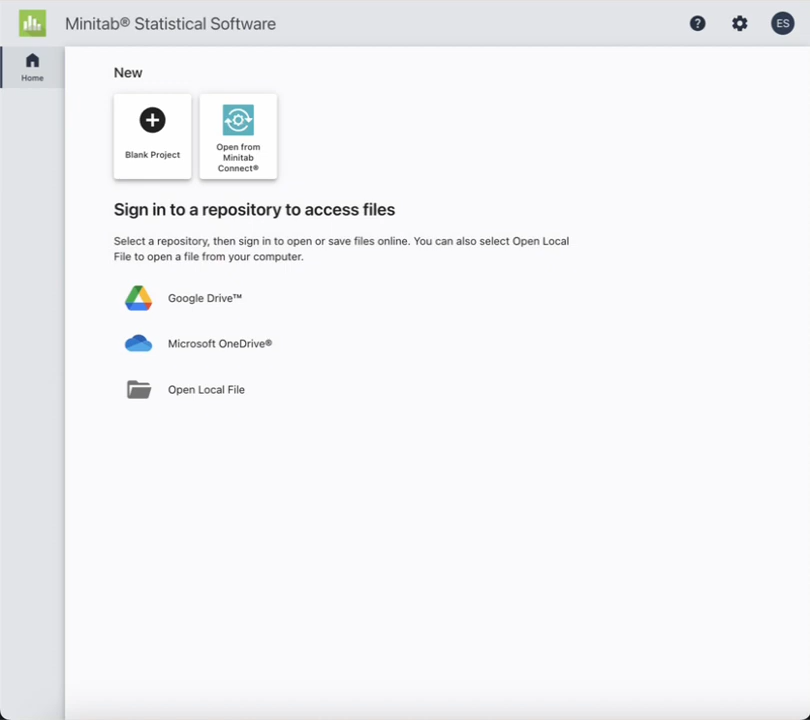 Minitab® Statistical Software
ES
Home
New
Blank Project
Open from
Minitab
Connect®
Sign in to a repository to access files
Select a repository, then sign in to open or save files online. You can also select Open Local
File to open a file from your computer.
Google Drive™
Microsoft OneDrive®
Open Local File